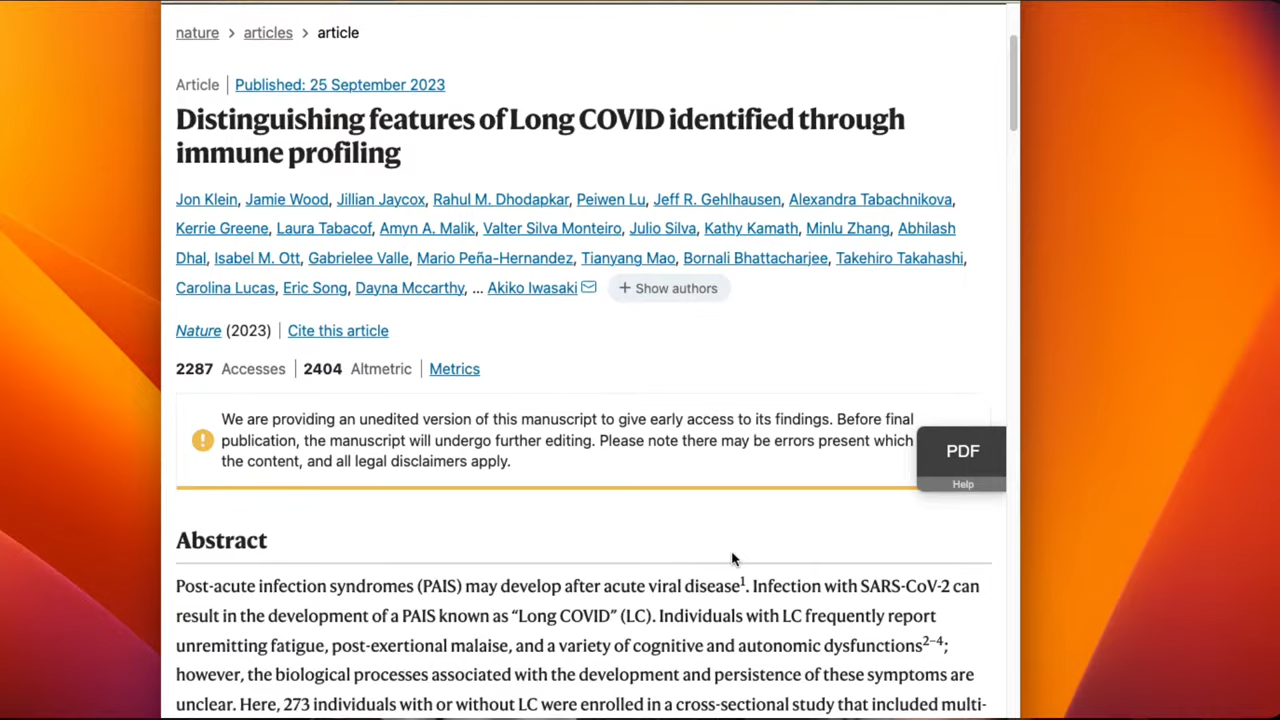 nature > articles > article
Article | Published: 25 September 2023
Distinguishing features of Long COVID identified through
immune profiling
Jon Klein, Jamie Wood, Jillian Jaycox, Rahul M. Dhodapkar, Peiwen Lu, Jeff R. Gehlhausen, Alexandra Tabachnikova,
Kerrie Greene, Laura Tabacof, Amyn A. Malik, Valter Silva Monteiro, Julio Silva, Kathy Kamath, Minlu Zhang, Abhilash
Dhal, Isabel M. Ott, Gabrielee Valle, Mario Peña-Hernandez, Tianyang Mao, Bornali Bhattacharjee, Takehiro Takahashi,
Carolina Lucas, Eric Song, Dayna Mccarthy, ... Akiko Iwasaki + Show authors
Nature (2023) | Cite this article
2287 Accesses | 2404 Altmetric | Metrics
We are providing an unedited version of this manuscript to give early access to its findings. Before final
publication, the manuscript will undergo further editing. Please note there may be errors present which
the content, and all legal disclaimers apply.
PDF
Help
Abstract
Post-acute infection syndromes (PAIS) may develop after acute viral disease1. Infection with SARS-CoV-2 can
result in the development of a PAIS known as “Long COVID” (LC). Individuals with LC frequently report
unremitting fatigue, post-exertional malaise, and a variety of cognitive and autonomic dysfunctions2–4;
however, the biological processes associated with the development and persistence of these symptoms are
unclear. Here, 273 individuals with or without LC were enrolled in a cross-sectional study that included multi-